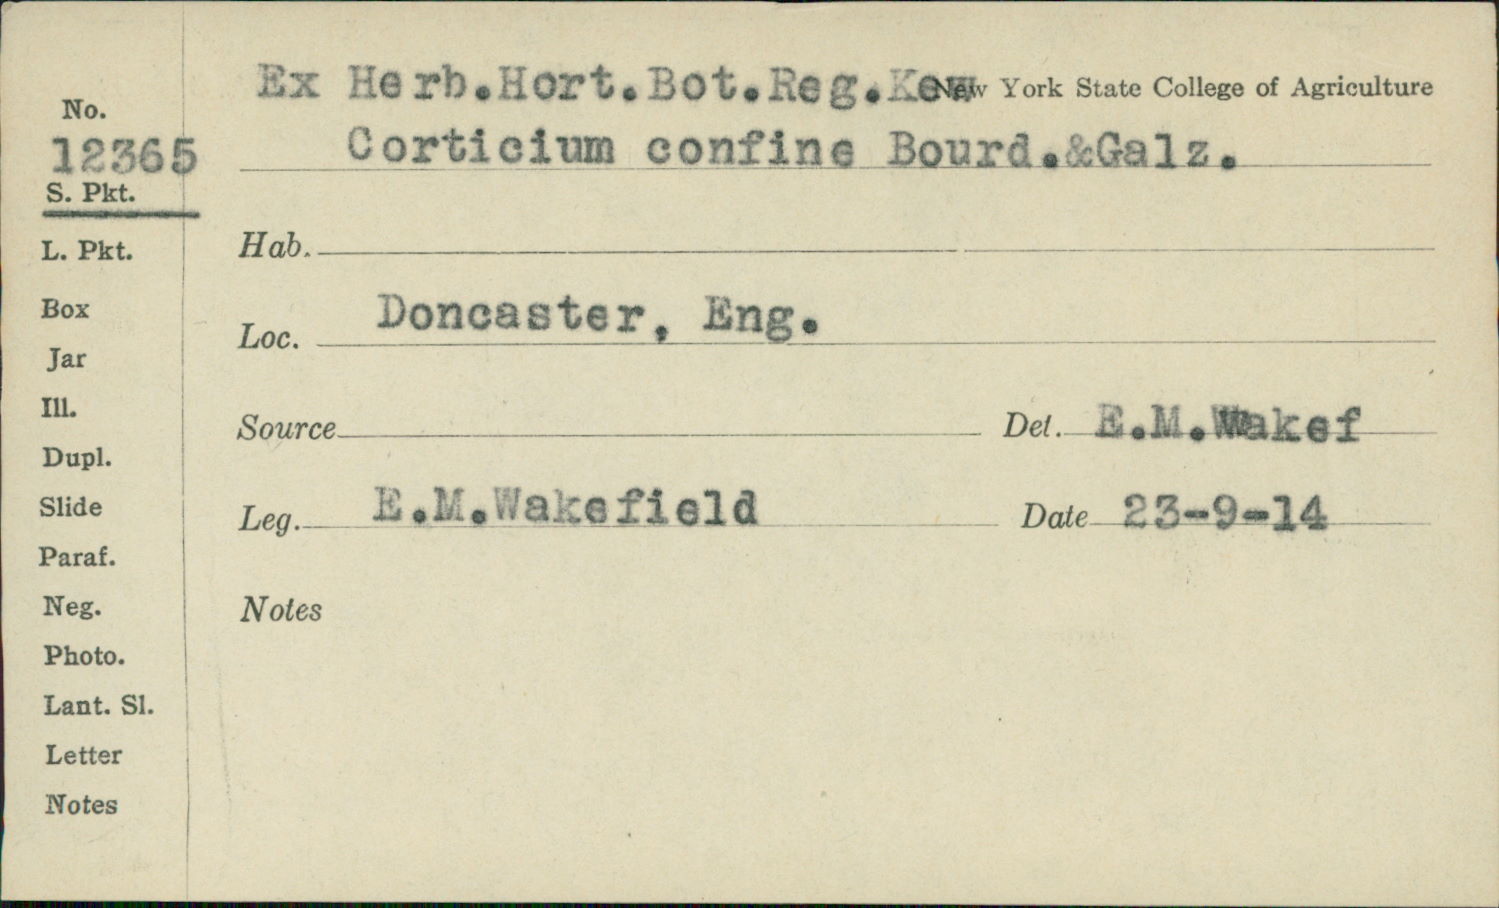 Ex Herb.Hort.Bot.Reg.Kew New York State College of Agriculture
No.
12365 Corticium confine Bourd.&Galz.
S. Pkt.
L. Pkt.
Hab.
Box
Loc. Doncaster, Eng.
Jar
Ill.
Source Det. E.M.Wakef
Dupl.
Slide
Leg. E.M.Wakefield Date 23-9-14
Paraf.
Neg.
Notes
Photo.
Lant. Sl.
Letter
Notes